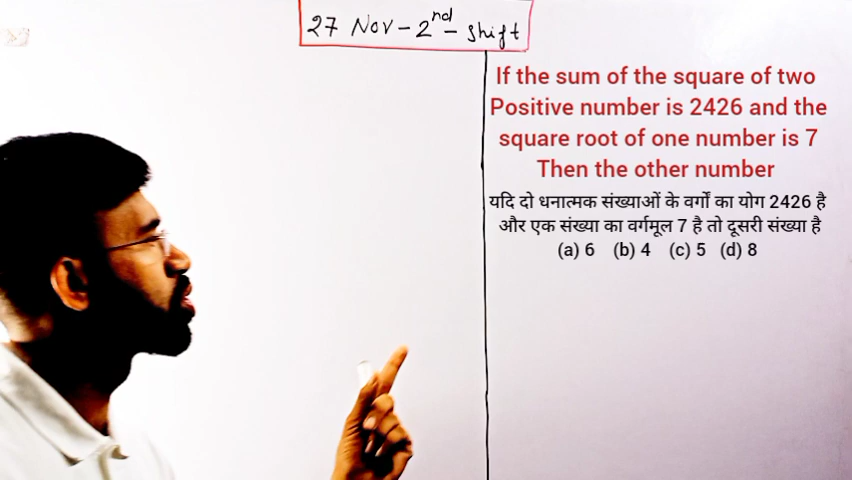 27 Nov - 2nd - shift
If the sum of the square of two
Positive number is 2426 and the
square root of one number is 7
Then the other number
यदि दो धनात्मक संख्याओं के वर्गों का योग 2426 है
और एक संख्या का वर्गमूल 7 है तो दूसरी संख्या है
(a) 6 (b) 4 (c) 5 (d) 8